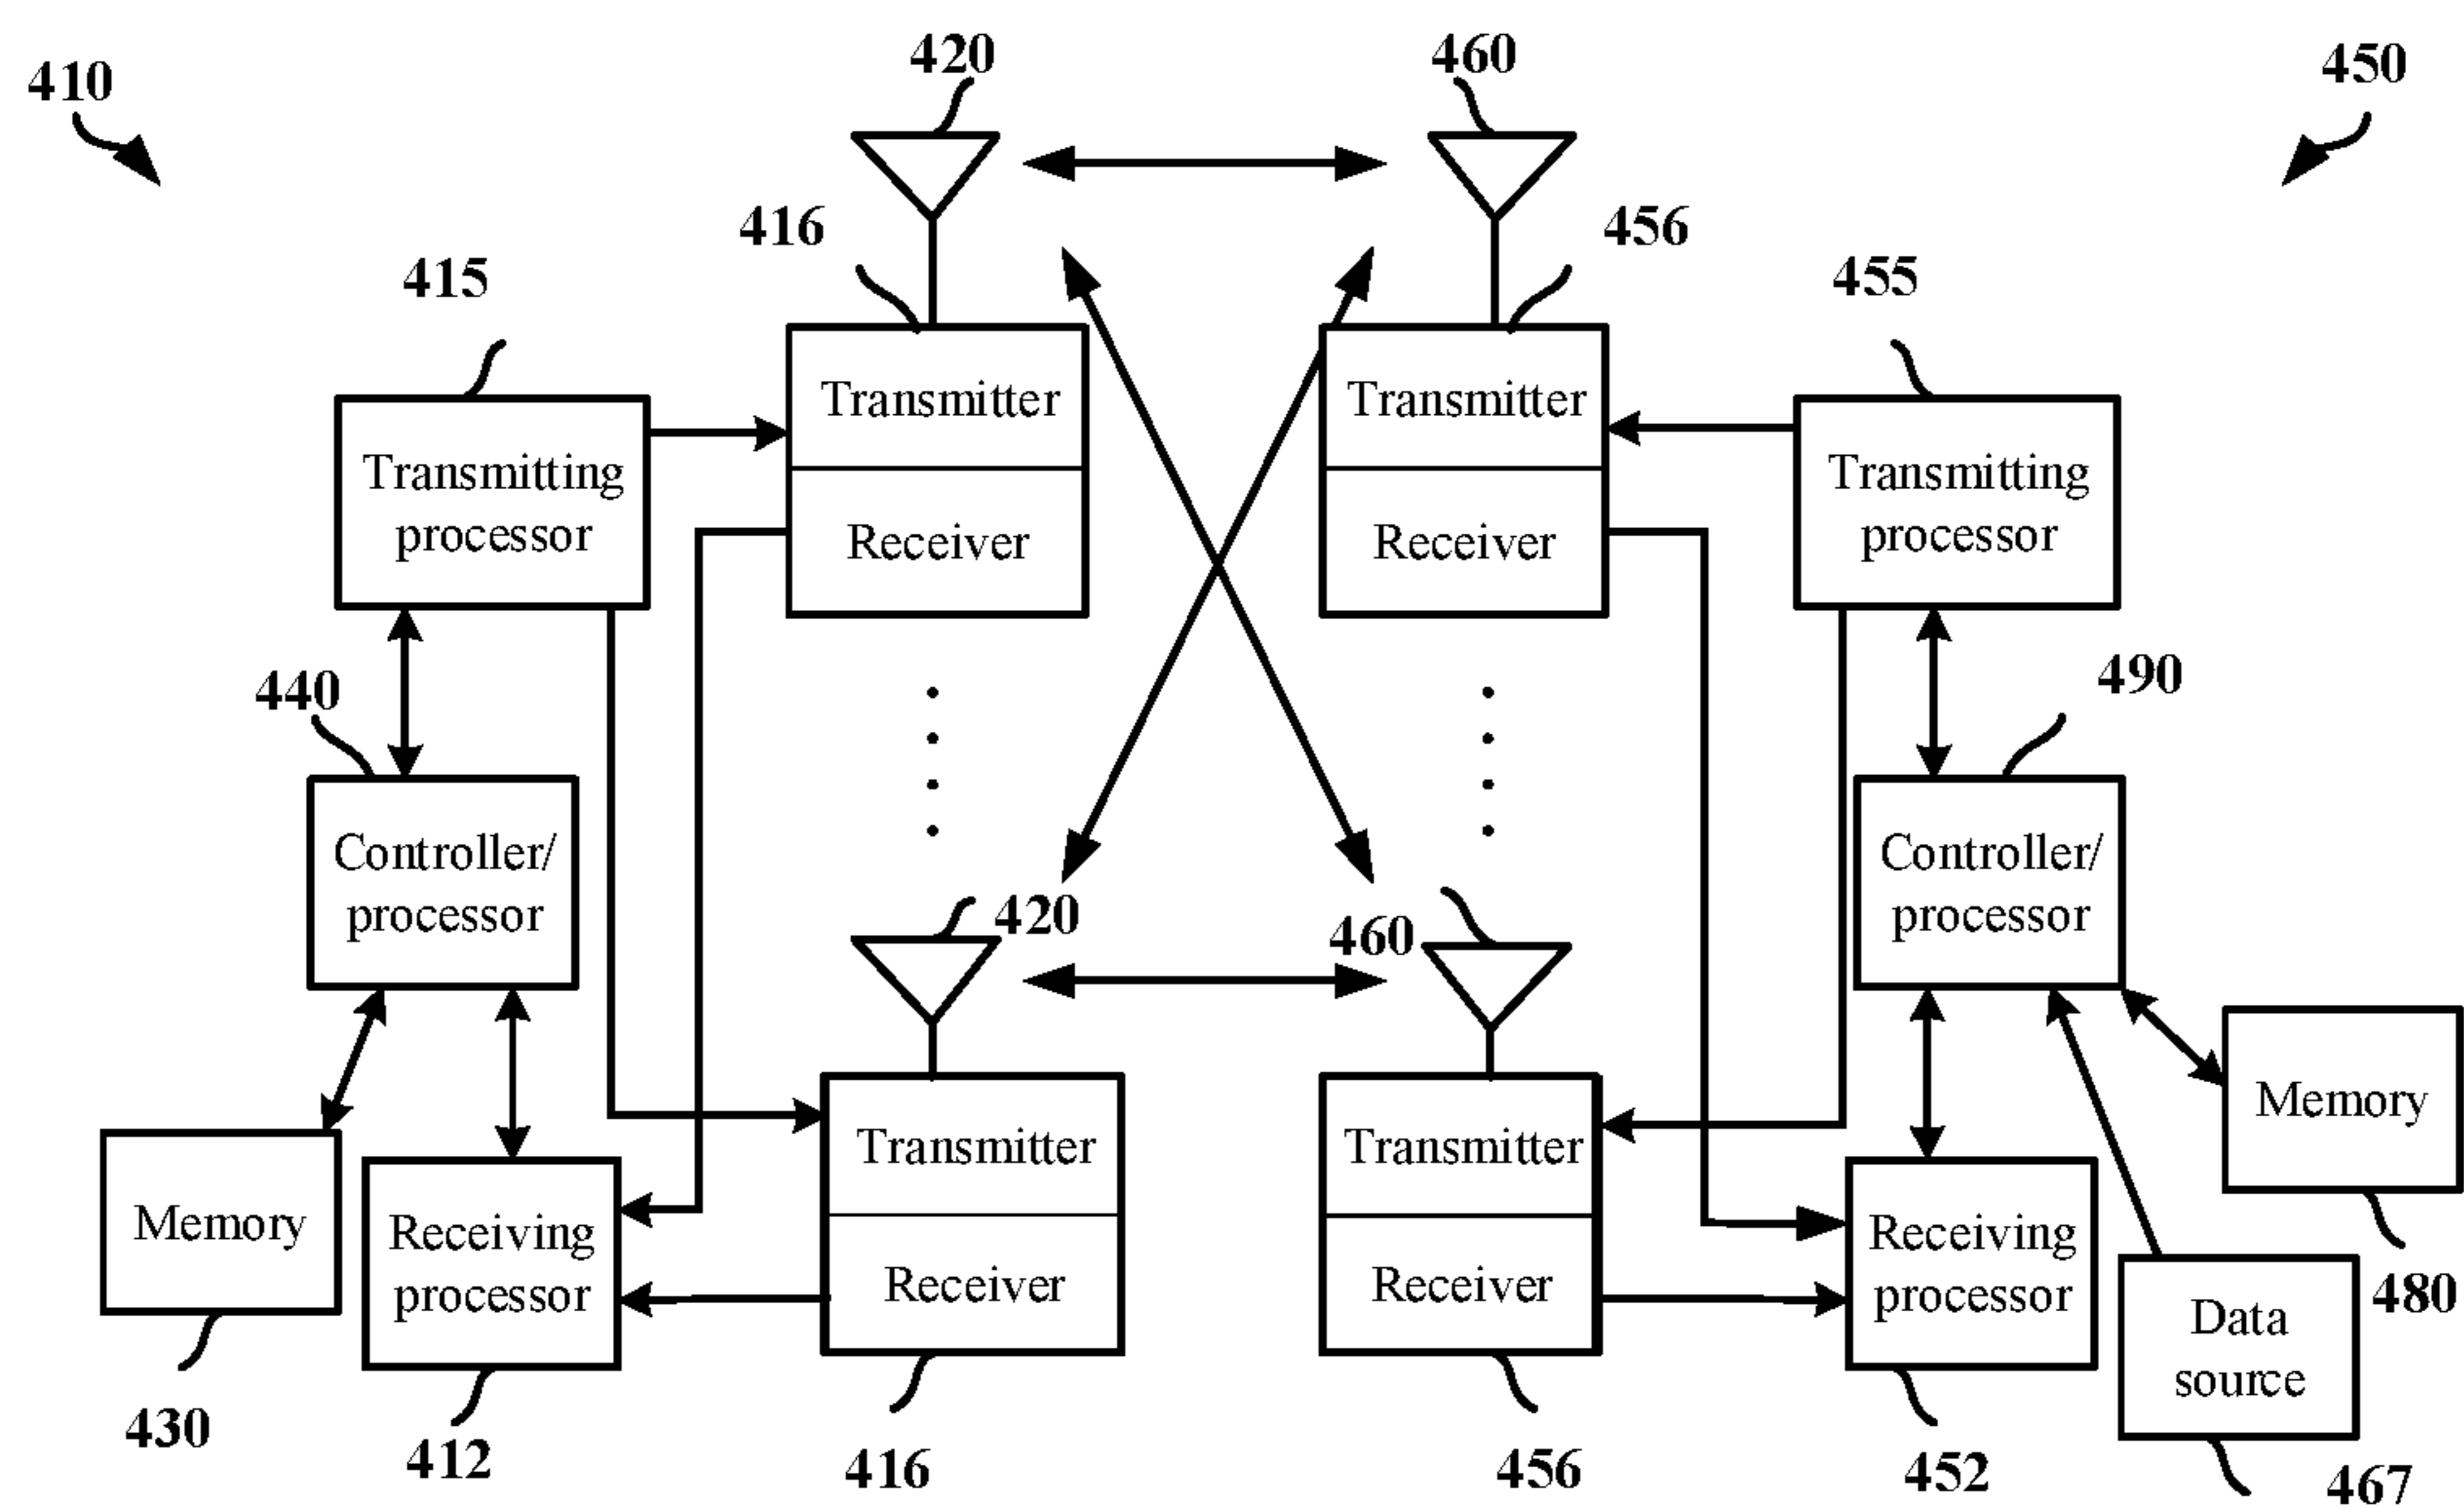 420
460
450
410
416
456
415
455
Transmitter
Transmitter
Transmitting
processor
Transmitting
processor
Receiver
Receiver
440
490
Controller/
processor
Controller/
processor
420
460
Memory
Transmitter
Transmitter
Memory
Receiving
processor
Receiving
processor
Receiver
Receiver
480
Data
source
430
412
416
456
452
467